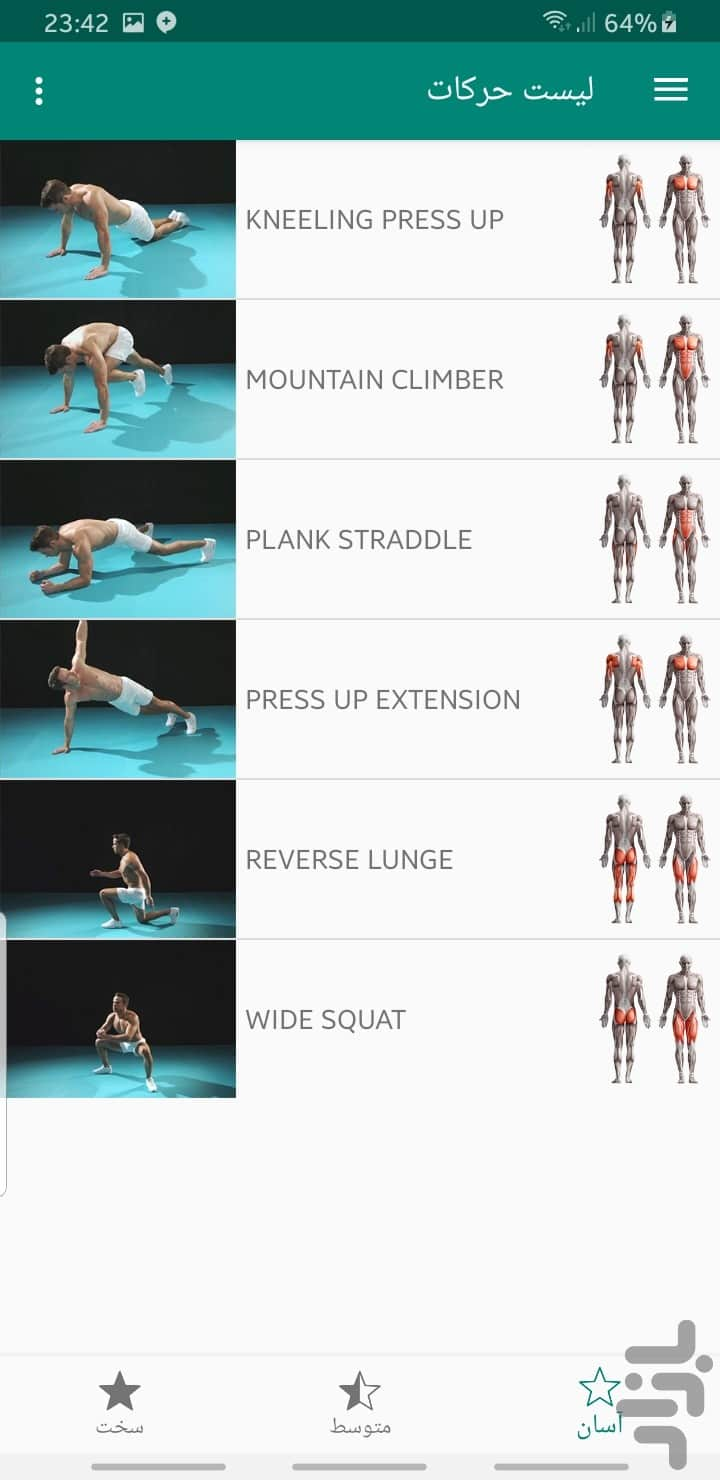 23:42
64%
لیست حرکات
KNEELING PRESS UP
MOUNTAIN CLIMBER
PLANK STRADDLE
PRESS UP EXTENSION
REVERSE LUNGE
WIDE SQUAT
آسان
متوسط
سخت